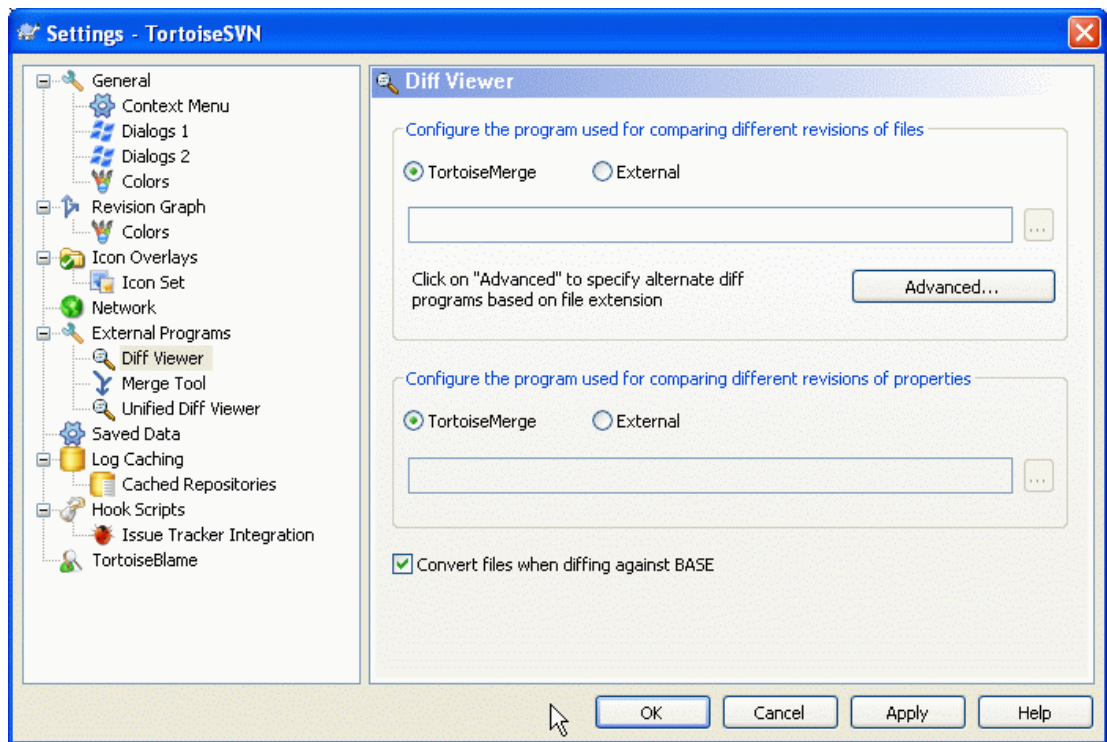 Settings - TortoiseSVN
General
Context Menu
Dialogs 1
Dialogs 2
Colors
Revision Graph
Colors
Icon Overlays
Icon Set
Network
External Programs
Diff Viewer
Merge Tool
Unified Diff Viewer
Saved Data
Log Caching
Cached Repositories
Hook Scripts
Issue Tracker Integration
TortoiseBlame
Diff Viewer
Configure the program used for comparing different revisions of files
TortoiseMerge External
...
Click on "Advanced" to specify alternate diff
programs based on file extension
Advanced...
Configure the program used for comparing different revisions of properties
TortoiseMerge External
...
Convert files when diffing against BASE
OK Cancel Apply Help